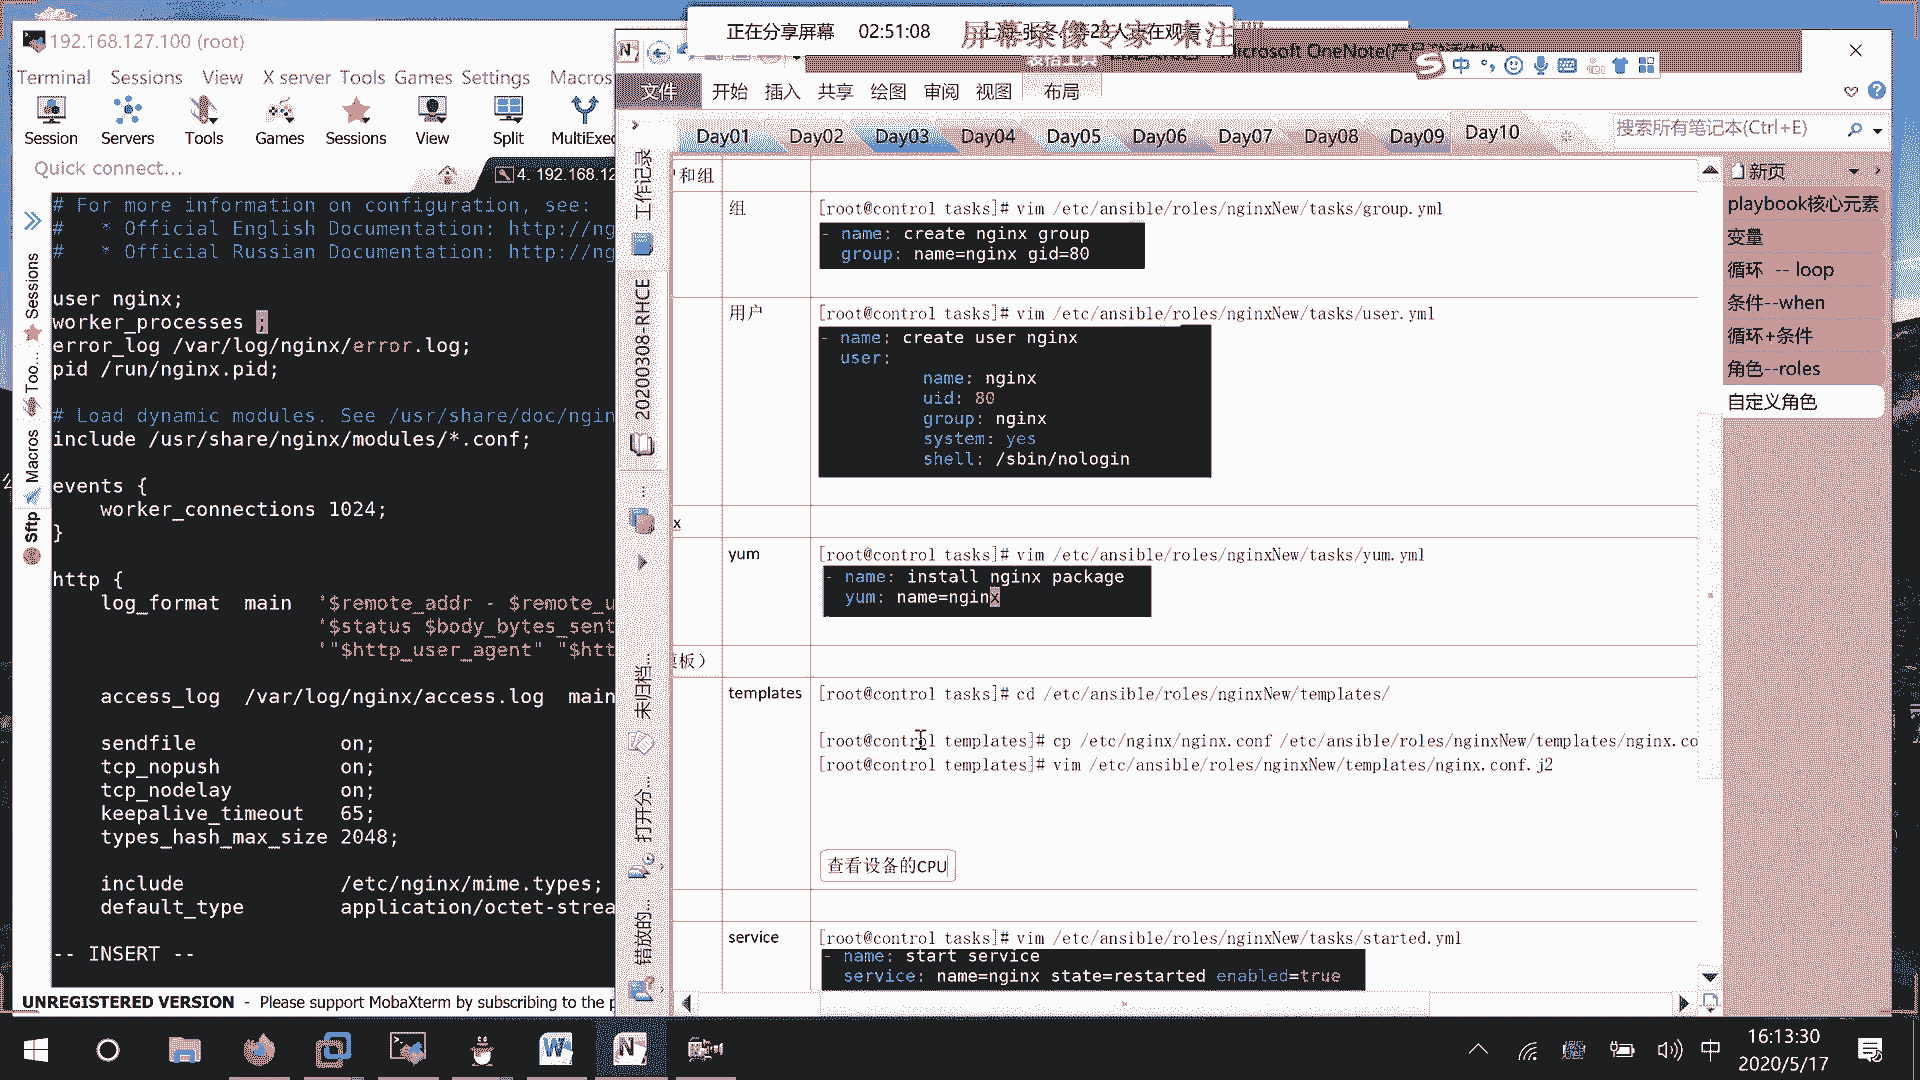 正在分享屏幕 02:51:08
屏幕录像专家 未注册
192.168.127.100 (root)
Terminal Sessions View X server Tools Games Settings Macros
Session Servers Tools Games Sessions View Split MultiExec
Quick connect...
4. 192.168.12
Sessions
Too...
Macros
Sftp
# For more information on configuration, see:
#   * Official English Documentation: http://ng
#   * Official Russian Documentation: http://ng
user nginx;
worker_processes ;
error_log /var/log/nginx/error.log;
pid /run/nginx.pid;
# Load dynamic modules. See /usr/share/doc/ngin
include /usr/share/nginx/modules/*.conf;
events {
    worker_connections 1024;
}
http {
    log_format  main  '$remote_addr - $remote_u
                      '$status $body_bytes_sent
                      '"$http_user_agent" "$htt
    access_log  /var/log/nginx/access.log  main
    sendfile            on;
    tcp_nopush          on;
    tcp_nodelay         on;
    keepalive_timeout   65;
    types_hash_max_size 2048;
    include             /etc/nginx/mime.types;
    default_type        application/octet-strea
-- INSERT --
UNREGISTERED VERSION - Please support MobaXterm by subscribing to the p
Microsoft OneNote
文件 开始 插入 共享 绘图 审阅 视图 布局
Day01 Day02 Day03 Day04 Day05 Day06 Day07 Day08 Day09 Day10
搜索所有笔记本(Ctrl+E)
工作记录
20200308-RHCE
未归档...
打开分...
错放的...
和组
组 [root@control tasks]# vim /etc/ansible/roles/nginxNew/tasks/group.yml
- name: create nginx group
  group: name=nginx gid=80
用户 [root@control tasks]# vim /etc/ansible/roles/nginxNew/tasks/user.yml
- name: create user nginx
  user:
        name: nginx
        uid: 80
        group: nginx
        system: yes
        shell: /sbin/nologin
x
yum [root@control tasks]# vim /etc/ansible/roles/nginxNew/tasks/yum.yml
- name: install nginx package
  yum: name=nginx
板）
templates [root@control tasks]# cd /etc/ansible/roles/nginxNew/templates/
[root@control templates]# cp /etc/nginx/nginx.conf /etc/ansible/roles/nginxNew/templates/nginx.co
[root@control templates]# vim /etc/ansible/roles/nginxNew/templates/nginx.conf.j2
查看设备的CPU
service [root@control tasks]# vim /etc/ansible/roles/nginxNew/tasks/started.yml
- name: start service
  service: name=nginx state=restarted enabled=true
新页
playbook核心元素
变量
循环 -- loop
条件--when
循环+条件
角色--roles
自定义角色
中
16:13:30
2020/5/17